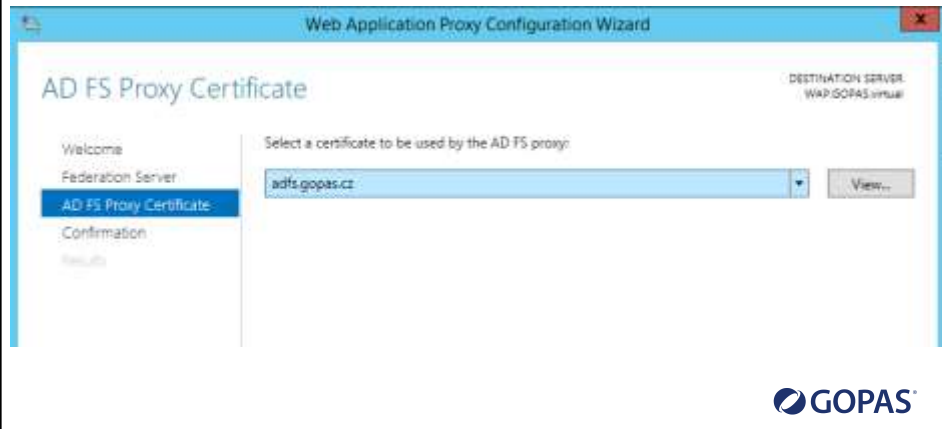 Web Application Proxy Configuration Wizard
x
AD FS Proxy Certificate
DESTINATION SERVER
WAP.GOPAS.virtual
Welcome
Federation Server
AD FS Proxy Certificate
Confirmation
Results
Select a certificate to be used by the AD FS proxy:
adfs.gopas.cz
View...
GOPAS